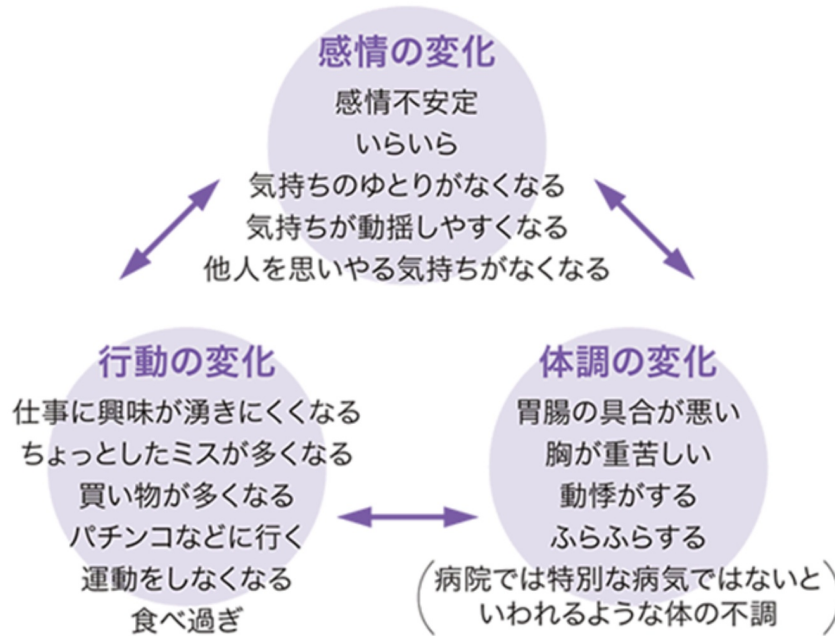 感情の変化
感情不安定
いらいら
気持ちのゆとりがなくなる
気持ちが動揺しやすくなる
他人を思いやる気持ちがなくなる
行動の変化
仕事に興味が湧きにくくなる
ちょっとしたミスが多くなる
買い物が多くなる
パチンコなどに行く
運動をしなくなる
食べ過ぎ
体調の変化
胃腸の具合が悪い
胸が重苦しい
動悸がする
ふらふらする
(病院では特別な病気ではないと
いわれるような体の不調)